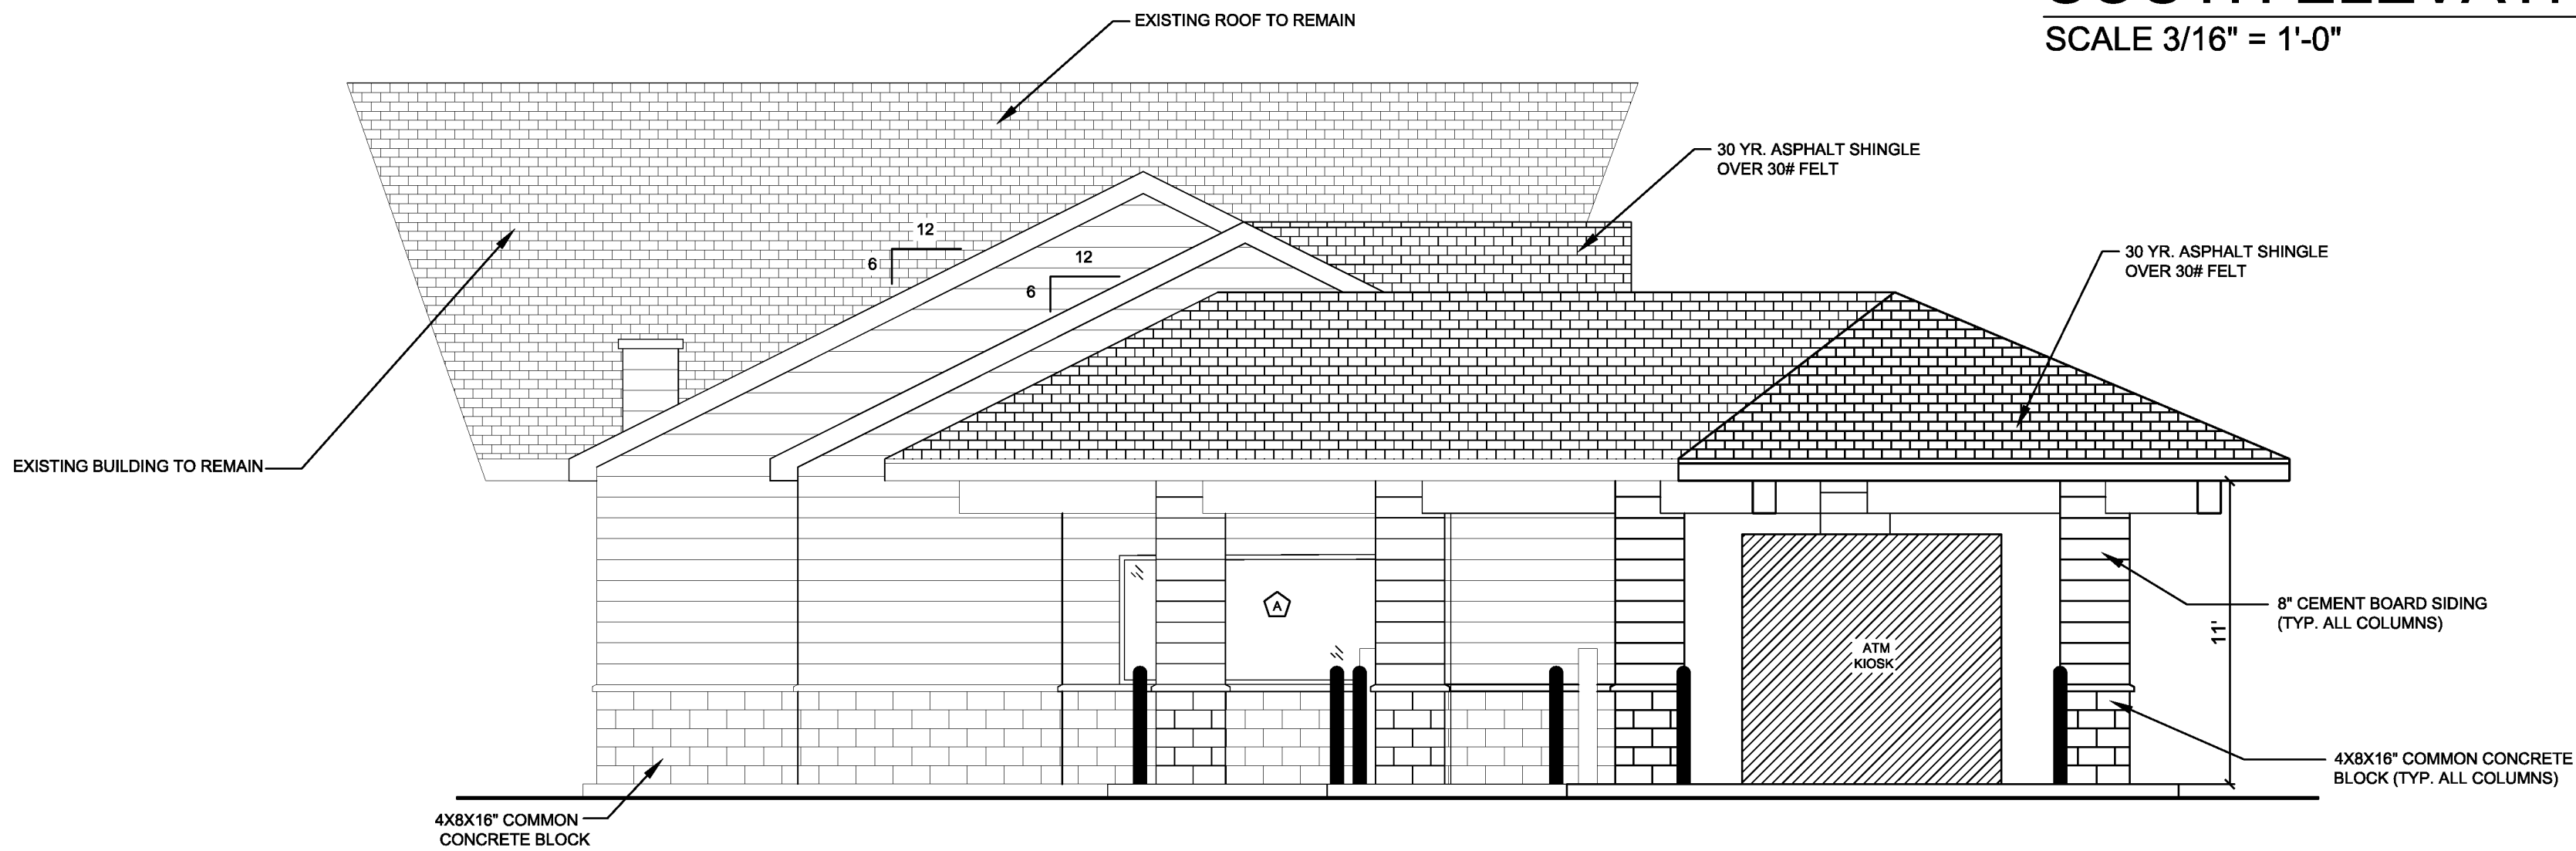 SCALE 3/16" = 1'-0"
EXISTING ROOF TO REMAIN
30 YR. ASPHALT SHINGLE
OVER 30# FELT
12
6
12
6
30 YR. ASPHALT SHINGLE
OVER 30# FELT
EXISTING BUILDING TO REMAIN
8" CEMENT BOARD SIDING
(TYP. ALL COLUMNS)
A
11'
ATM
KIOSK
4X8X16" COMMON CONCRETE
BLOCK (TYP. ALL COLUMNS)
4X8X16" COMMON
CONCRETE BLOCK